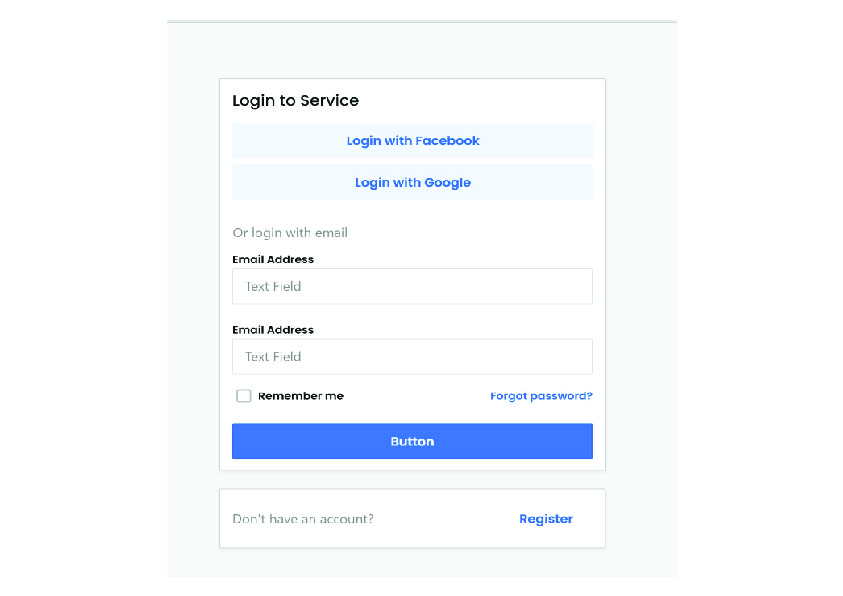 Login to Service
Login with Facebook
Login with Google
Or login with email
Email Address
Text Field
Email Address
Text Field
Remember me Forgot password?
Button
Don't have an account? Register